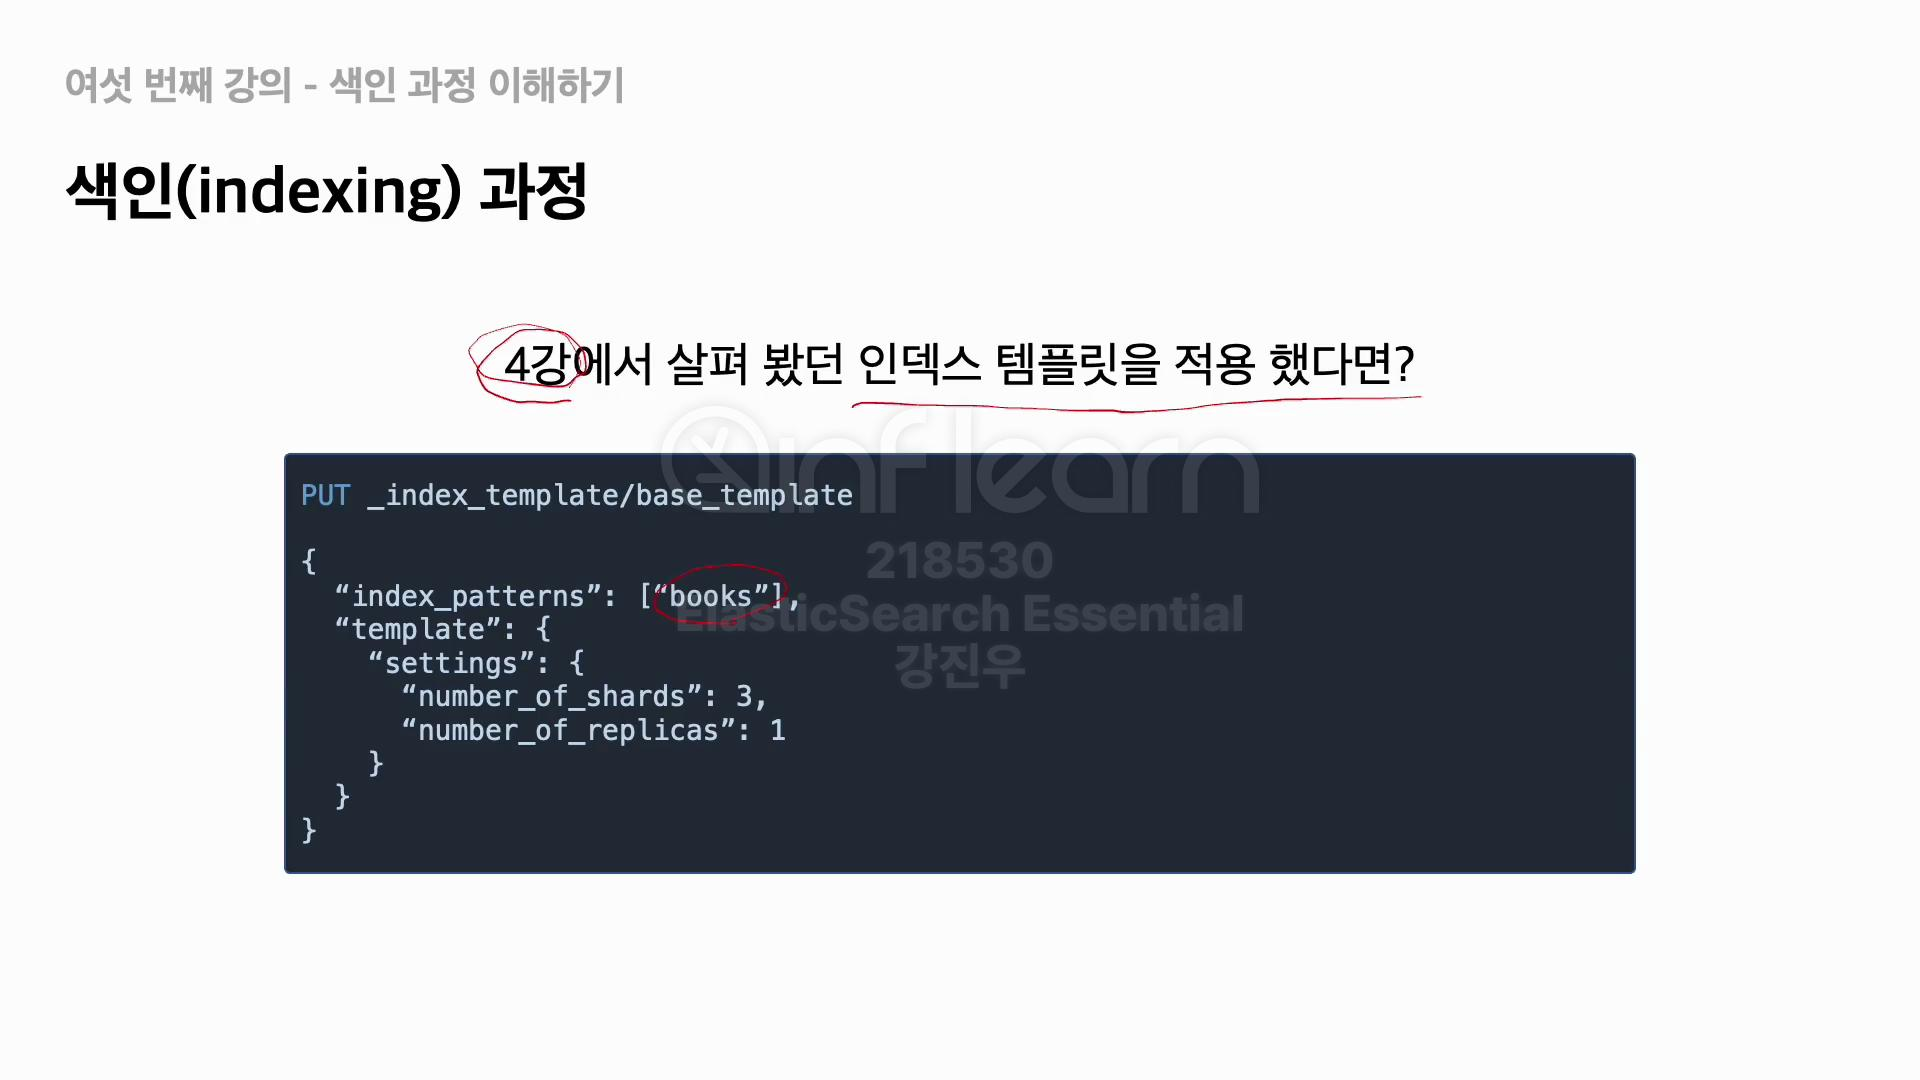 여섯 번째 강의 - 색인 과정 이해하기
색인(indexing) 과정
4강에서 살펴 봤던 인덱스 템플릿을 적용 했다면?
inflearn
218530
ElasticSearch Essential
강진우
PUT _index_template/base_template
{
  “index_patterns”: [“books”],
  “template”: {
    “settings”: {
      “number_of_shards”: 3,
      “number_of_replicas”: 1
    }
  }
}